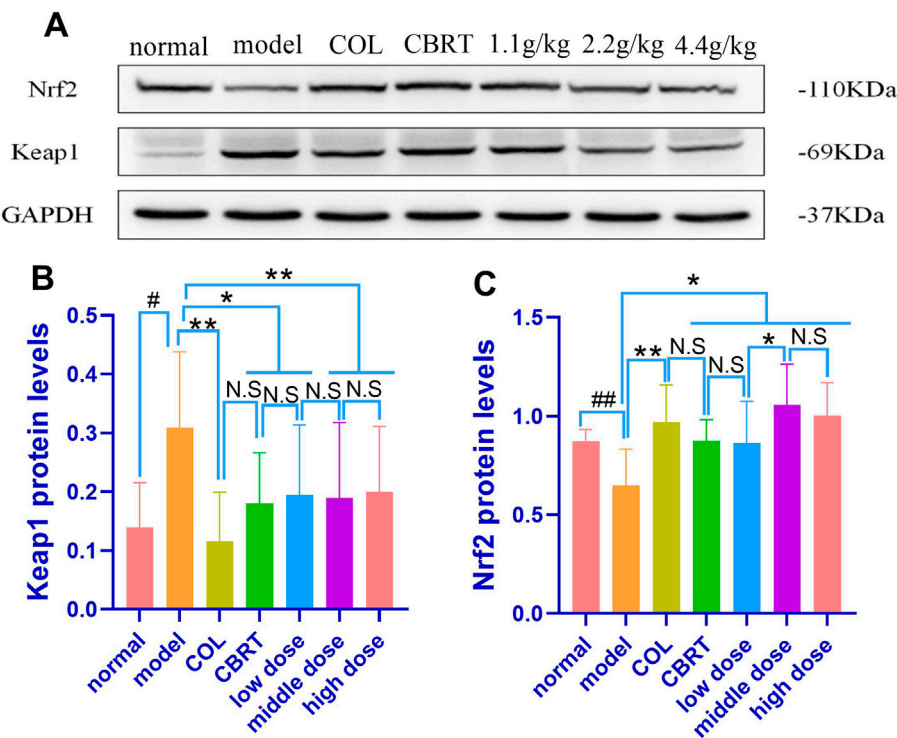 A
normal model COL CBRT 1.1g/kg 2.2g/kg 4.4g/kg
Nrf2 -110KDa
Keap1 -69KDa
GAPDH -37KDa
B
Keap1 protein levels
0.5
0.4
0.3
0.2
0.1
0.0
**
*
#
**
N.S N.S N.S N.S
normal model COL CBRT low dose middle dose high dose
C
Nrf2 protein levels
1.5
1.0
0.5
0.0
*
## ** N.S N.S * N.S
normal model COL CBRT low dose middle dose high dose